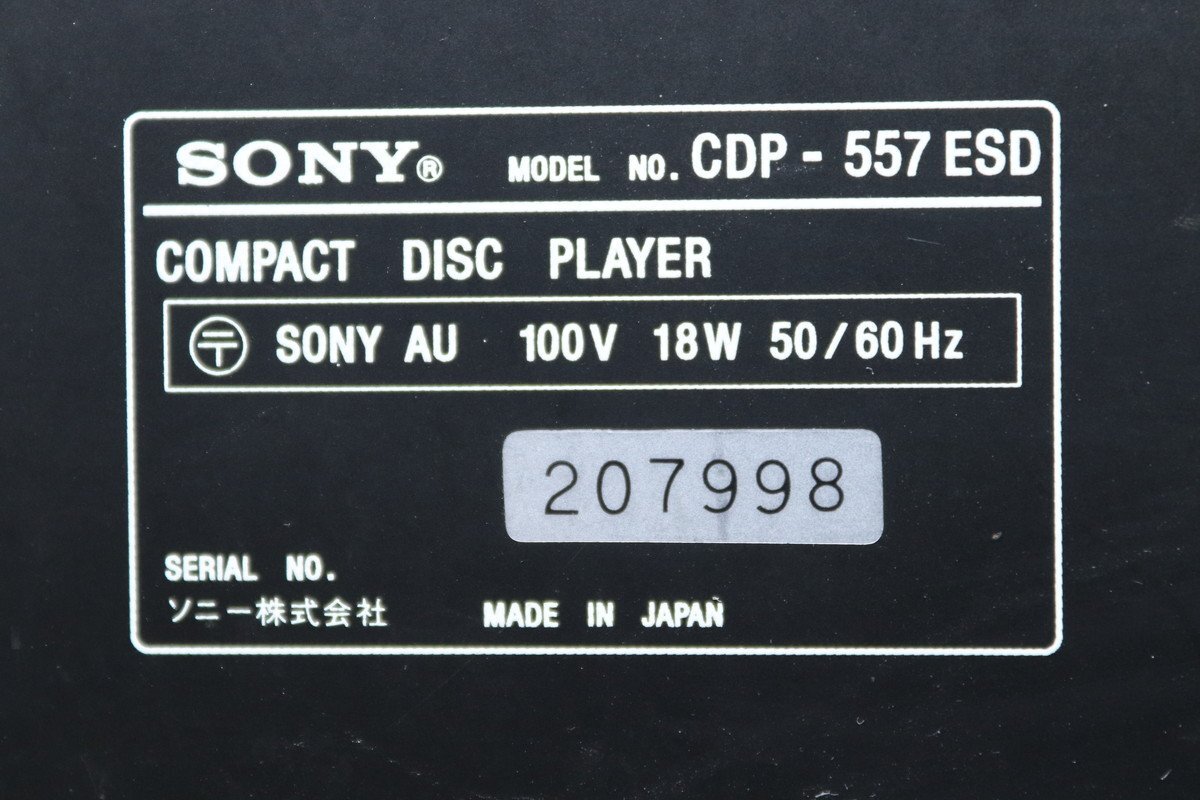 SONY® MODEL NO. CDP - 557 ESD
COMPACT DISC PLAYER
〒 SONY AU 100V 18W 50/60Hz
207998
SERIAL NO.
ソニー株式会社 MADE IN JAPAN